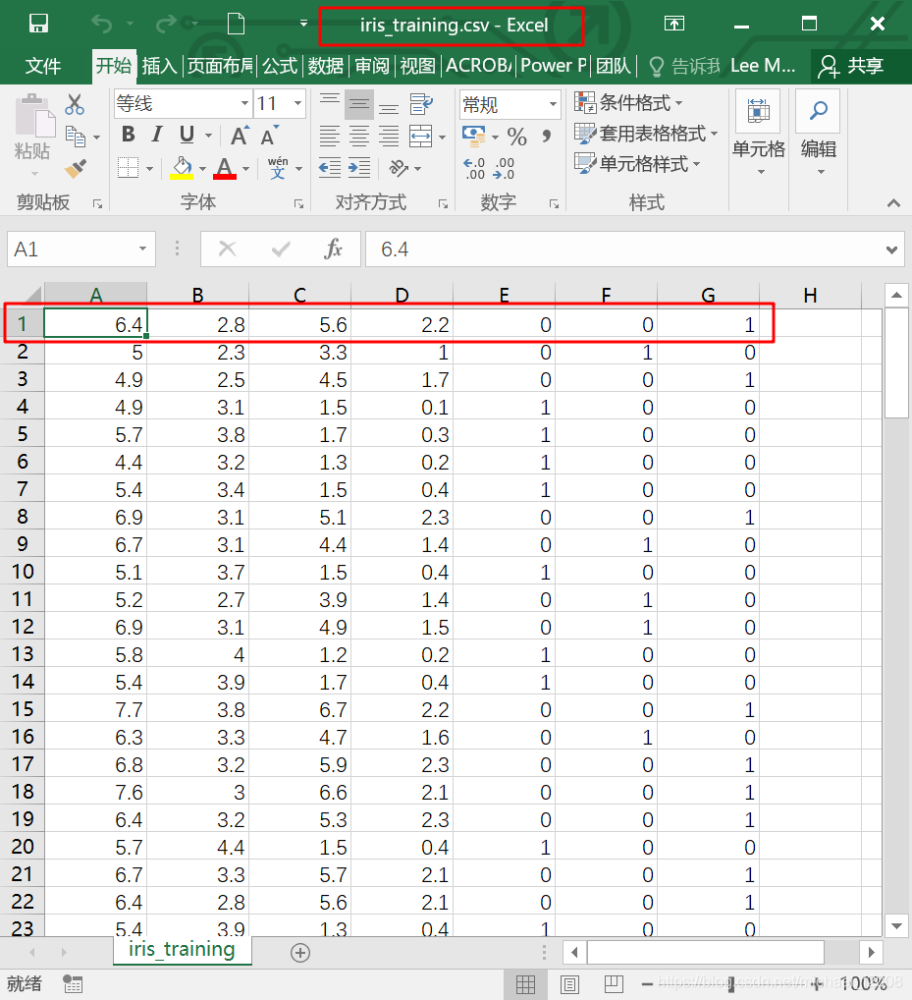 iris_training.csv - Excel
文件 开始 插入 页面布局 公式 数据 审阅 视图 ACROBA Power P 团队 告诉我 Lee M... 共享
等线 11 常规 条件格式
粘贴 B I U A A % , 套用表格格式 单元格 编辑
A wén 文 .00 .00 单元格样式
剪贴板 字体 对齐方式 数字 样式
A1 fx 6.4
A B C D E F G H
1 6.4 2.8 5.6 2.2 0 0 1
2 5 2.3 3.3 1 0 1 0
3 4.9 2.5 4.5 1.7 0 0 1
4 4.9 3.1 1.5 0.1 1 0 0
5 5.7 3.8 1.7 0.3 1 0 0
6 4.4 3.2 1.3 0.2 1 0 0
7 5.4 3.4 1.5 0.4 1 0 0
8 6.9 3.1 5.1 2.3 0 0 1
9 6.7 3.1 4.4 1.4 0 1 0
10 5.1 3.7 1.5 0.4 1 0 0
11 5.2 2.7 3.9 1.4 0 1 0
12 6.9 3.1 4.9 1.5 0 1 0
13 5.8 4 1.2 0.2 1 0 0
14 5.4 3.9 1.7 0.4 1 0 0
15 7.7 3.8 6.7 2.2 0 0 1
16 6.3 3.3 4.7 1.6 0 1 0
17 6.8 3.2 5.9 2.3 0 0 1
18 7.6 3 6.6 2.1 0 0 1
19 6.4 3.2 5.3 2.3 0 0 1
20 5.7 4.4 1.5 0.4 1 0 0
21 6.7 3.3 5.7 2.1 0 0 1
22 6.4 2.8 5.6 2.1 0 0 1
23 5.4 3.9 1.3 0.4 1 0 0
iris_training
就绪 100%